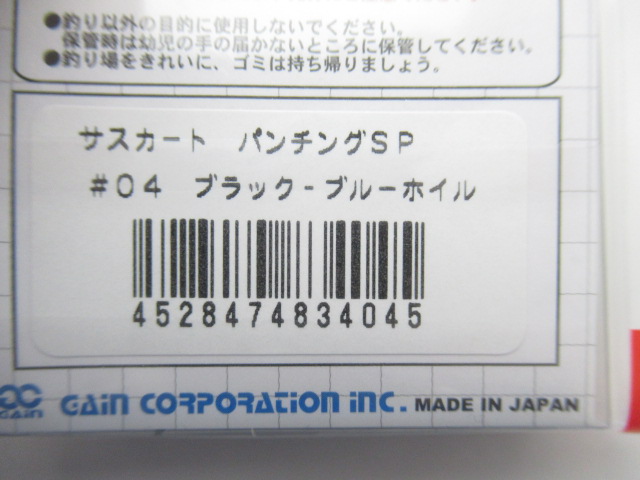 ●釣り以外の目的に使用しないでください。
保管時は幼児の手の届かないところに保管してください。
●釣り場をきれいに、ゴミは持ち帰りましょう。
サスカート パンチングSP
#04 ブラック-ブルーホイル
4528474834045
GAIN
GAIN CORPORATION INC. MADE IN JAPAN